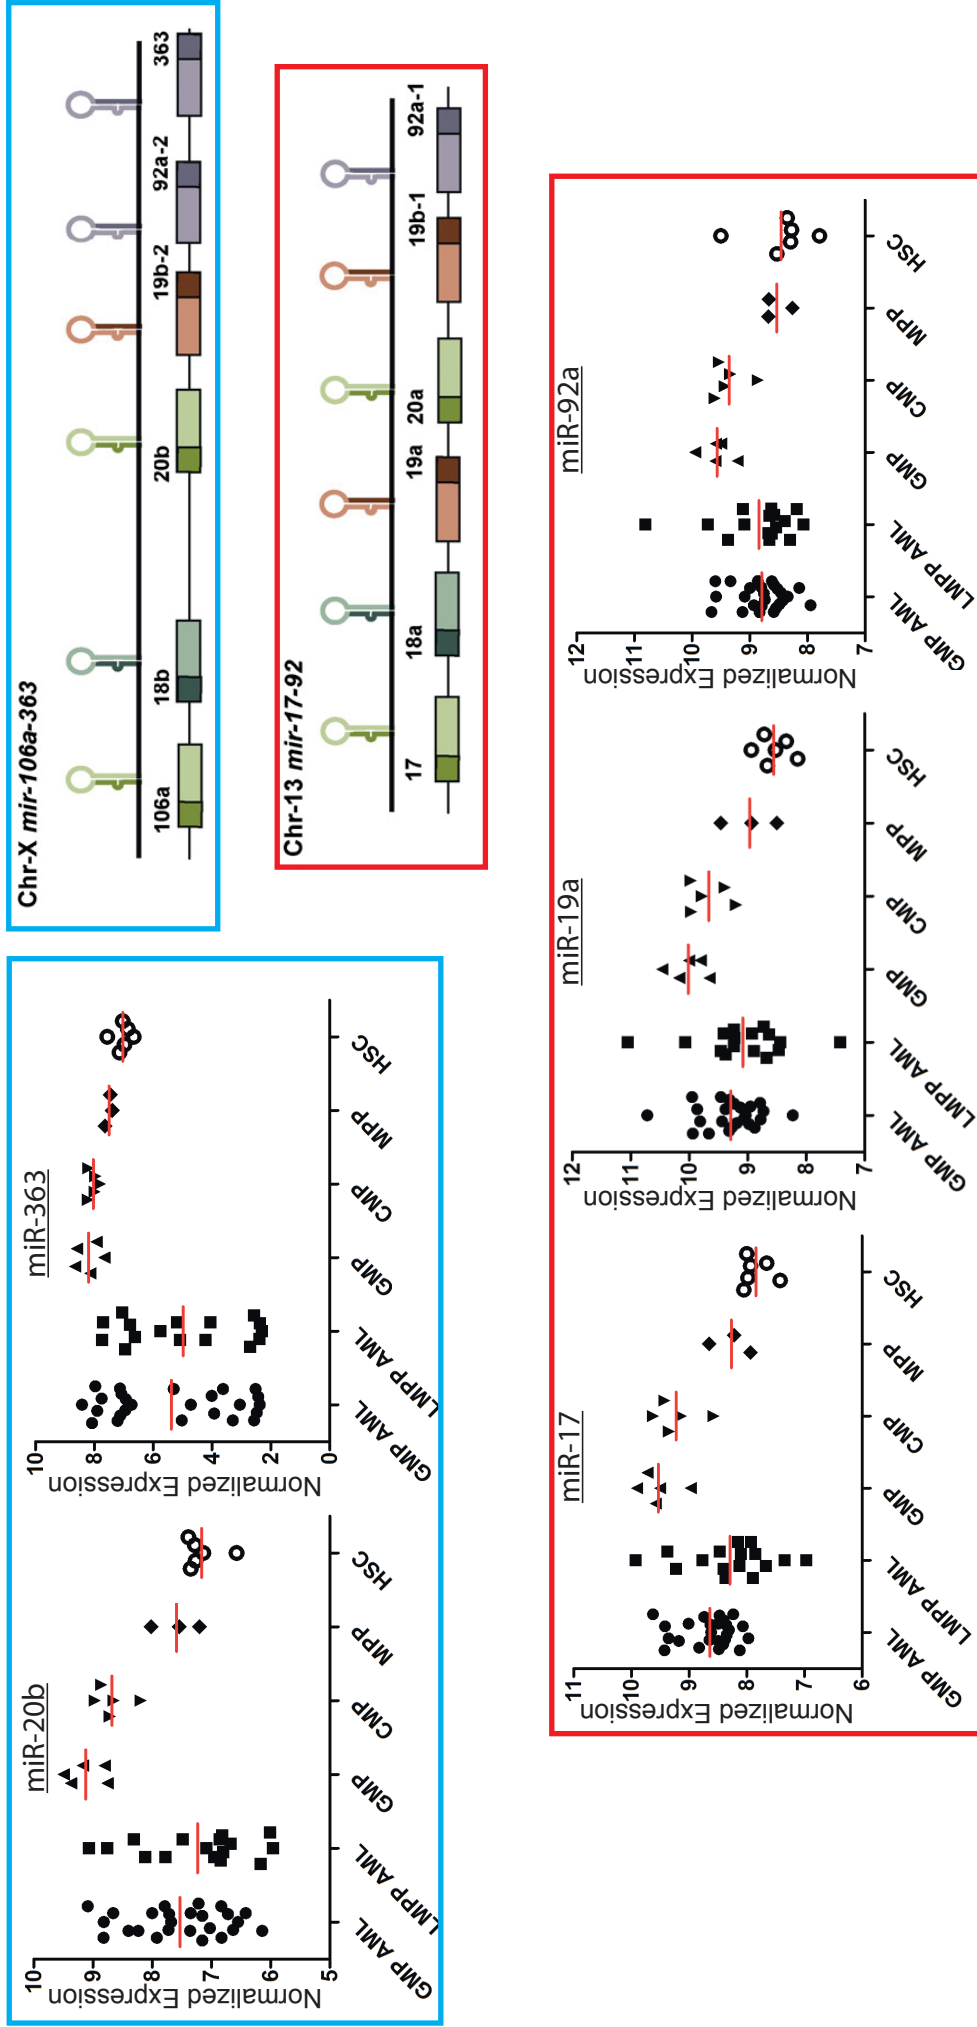 miR-20b
Normalized Expression
10
9
8
7
6
5
GMP AML
LMPP AML
GMP
CMP
MPP
HSC
miR-363
Normalized Expression
10
8
6
4
2
0
GMP AML
LMPP AML
GMP
CMP
MPP
HSC
Chr-X mir-106a-363
106a
18b
20b
19b-2
92a-2
363
Chr-13 mir-17-92
17
18a
19a
20a
19b-1
92a-1
miR-17
Normalized Expression
11
10
9
8
7
6
GMP AML
LMPP AML
GMP
CMP
MPP
HSC
miR-19a
Normalized Expression
12
11
10
9
8
7
GMP AML
LMPP AML
GMP
CMP
MPP
HSC
miR-92a
Normalized Expression
12
11
10
9
8
7
GMP AML
LMPP AML
GMP
CMP
MPP
HSC